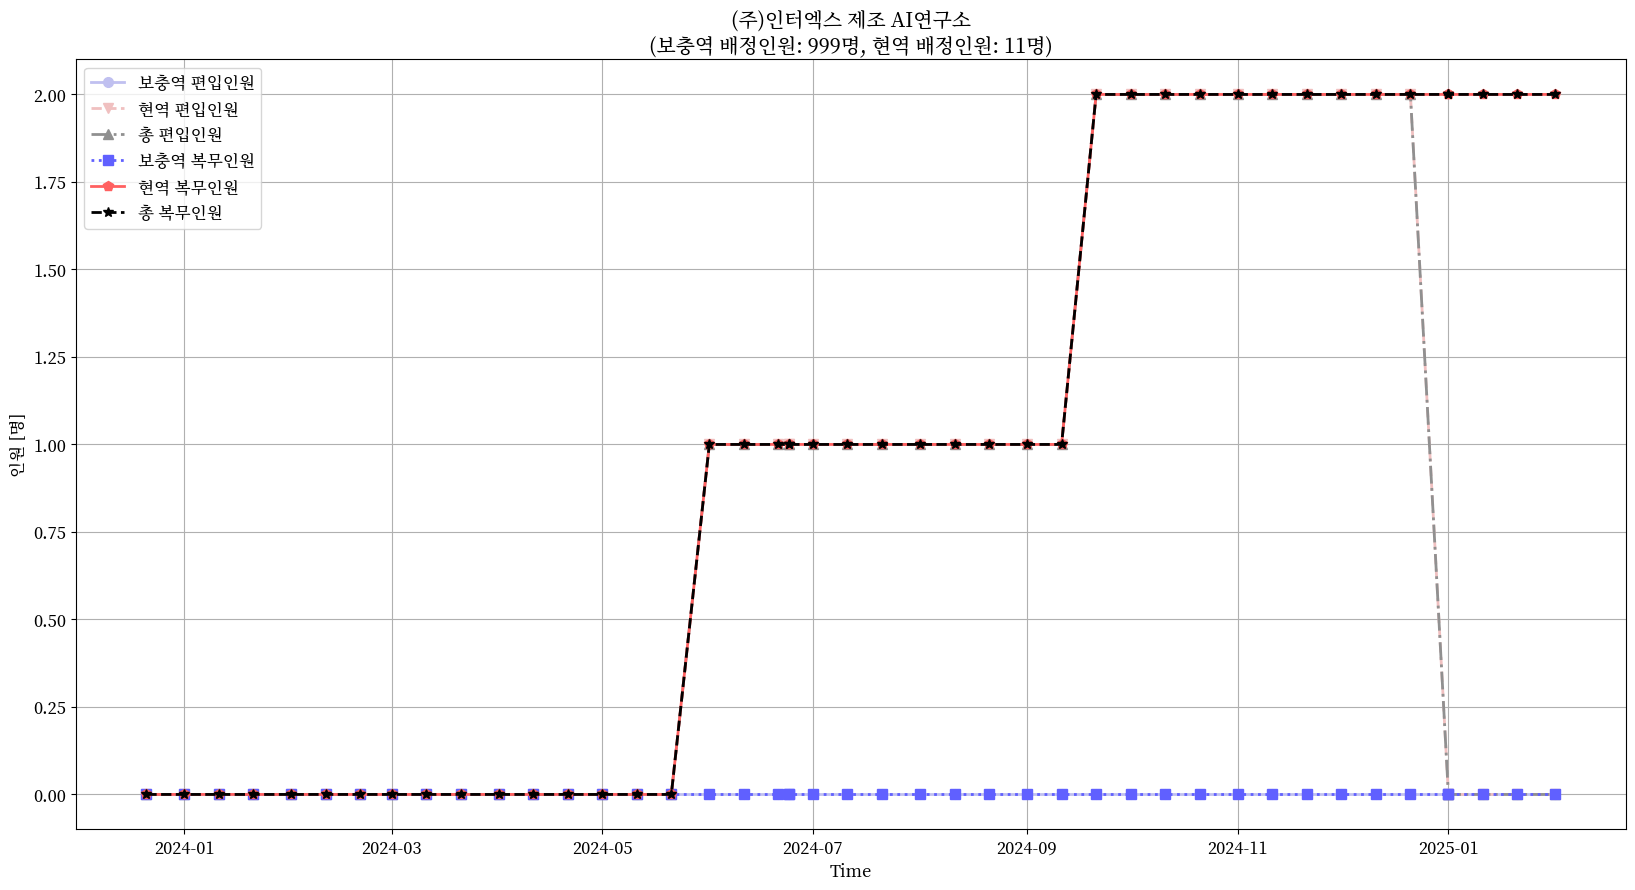 (주)인터엑스 제조 AI연구소
(보충역 배정인원: 999명, 현역 배정인원: 11명)
보충역 편입인원
현역 편입인원
총 편입인원
보충역 복무인원
현역 복무인원
총 복무인원
2.00
1.75
1.50
1.25
1.00
0.75
0.50
0.25
0.00
인원 [명]
2024-01 2024-03 2024-05 2024-07 2024-09 2024-11 2025-01
Time